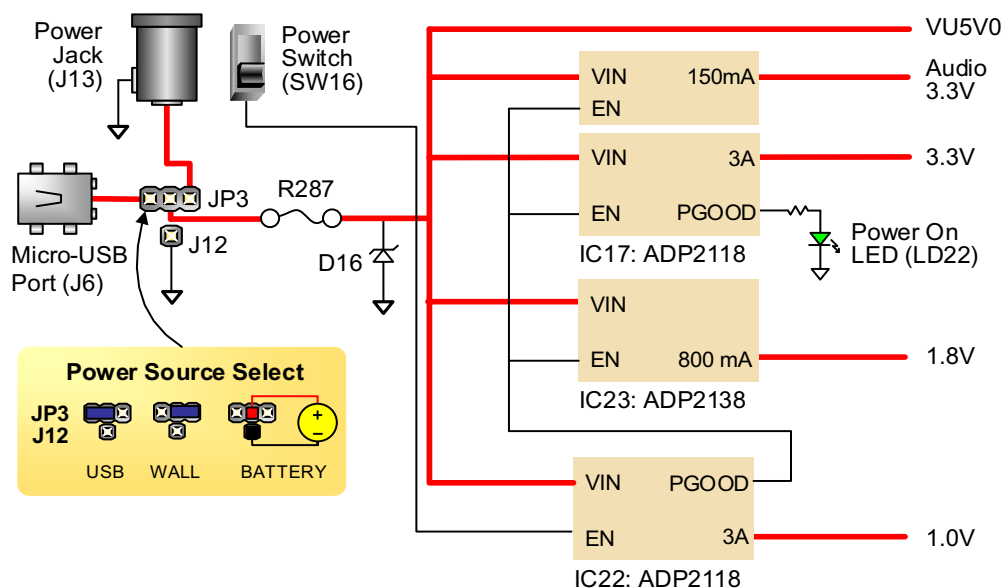 Power
Jack
(J13)
Power
Switch
(SW16)
VU5V0
VIN
150mA
EN
Audio
3.3V
VIN
3A
EN
PGOOD
3.3V
IC17: ADP2118
Power On
LED (LD22)
Micro-USB
Port (J6)
JP3
J12
R287
D16
VIN
EN
800 mA
1.8V
IC23: ADP2138
Power Source Select
JP3
J12
+
−
USB
WALL
BATTERY
VIN
PGOOD
EN
3A
1.0V
IC22: ADP2118